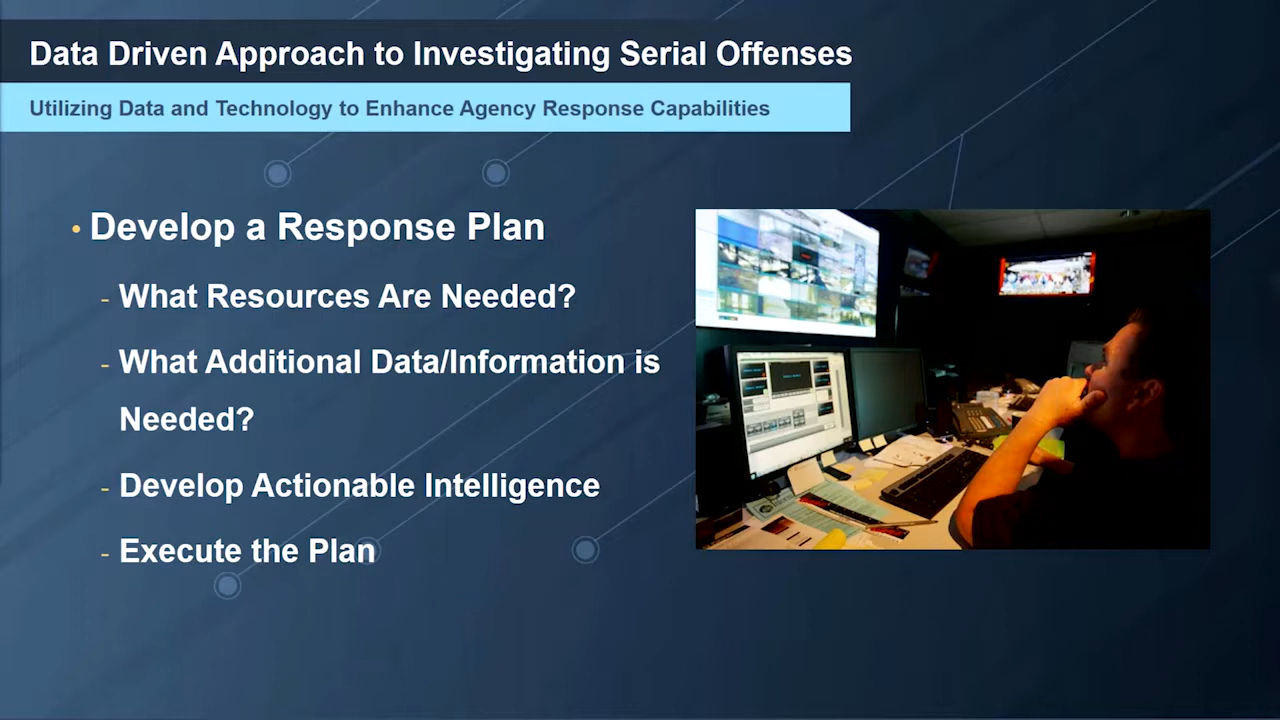 Data Driven Approach to Investigating Serial Offenses
Utilizing Data and Technology to Enhance Agency Response Capabilities
• Develop a Response Plan
- What Resources Are Needed?
- What Additional Data/Information is
Needed?
- Develop Actionable Intelligence
- Execute the Plan